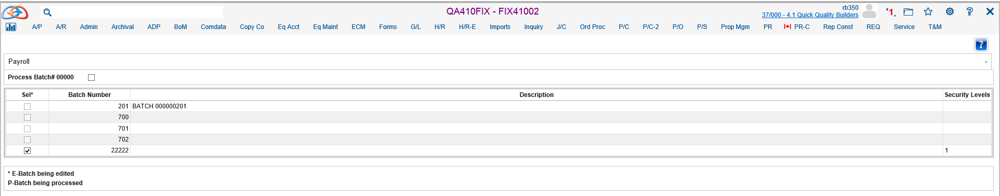 QA410FIX - FIX41002
rb350
37/000 - 4.1 Quick Quality Builders
1
A/P A/R Admin Archival ADP BoM Comdata Copy Co Eq Acct Eq Maint ECM Forms G/L H/R H/R-E Imports Inquiry J/C Ord Proc P/C P/C-2 P/O P/S Prop Mgm PR PR-C Rep Const REQ Service T&M
?
Payroll -
Process Batch# 00000
Sel* Batch Number Description Security Levels
201 BATCH 000000201
700
701
702
22222 1
* E-Batch being edited
P-Batch being processed